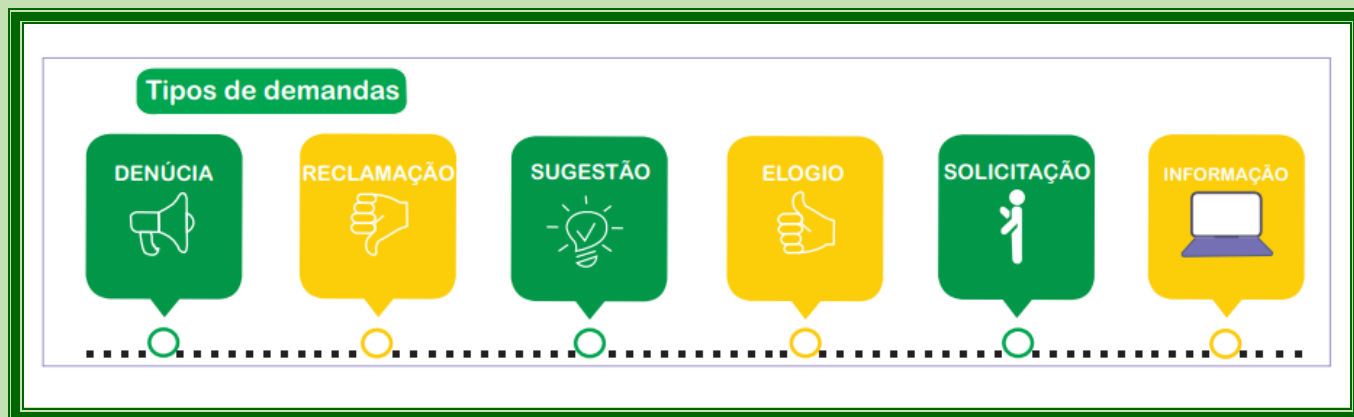 Tipos de demandas
DENÚCIA
RECLAMAÇÃO
SUGESTÃO
ELOGIO
SOLICITAÇÃO
INFORMAÇÃO